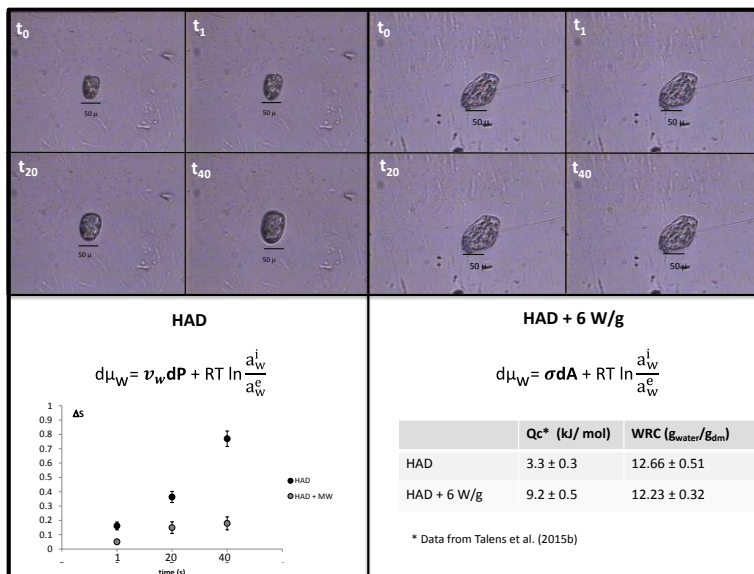 t0
t1
50 μ
50 μ
t20
t40
50 μ
50 μ
t0
t1
50 μ
50 μ
t20
t40
50 μ
50 μ
HAD
dμW = vw dP + RT ln aw^i / aw^e
ΔS
1
0.9
0.8
0.7
0.6
0.5
0.4
0.3
0.2
0.1
0
1 20 40
time (s)
HAD
HAD + MW
HAD + 6 W/g
dμW = σdA + RT ln aw^i / aw^e
Qc* (kJ/ mol) WRC (gwater/gdm)
HAD 3.3 ± 0.3 12.66 ± 0.51
HAD + 6 W/g 9.2 ± 0.5 12.23 ± 0.32
* Data from Talens et al. (2015b)